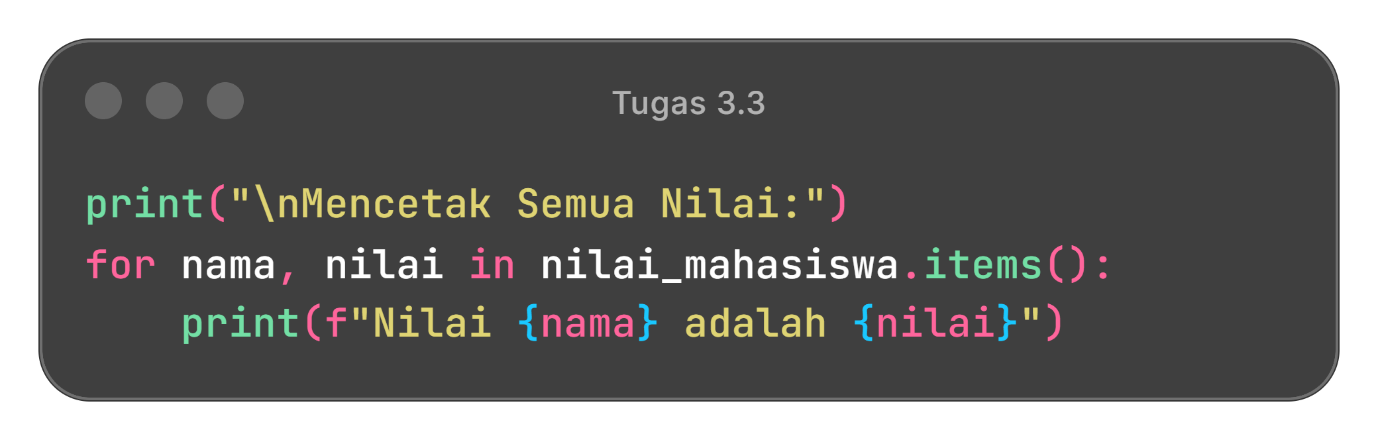 Tugas 3.3
print("\nMencetak Semua Nilai:")
for nama, nilai in nilai_mahasiswa.items():
    print(f"Nilai {nama} adalah {nilai}")